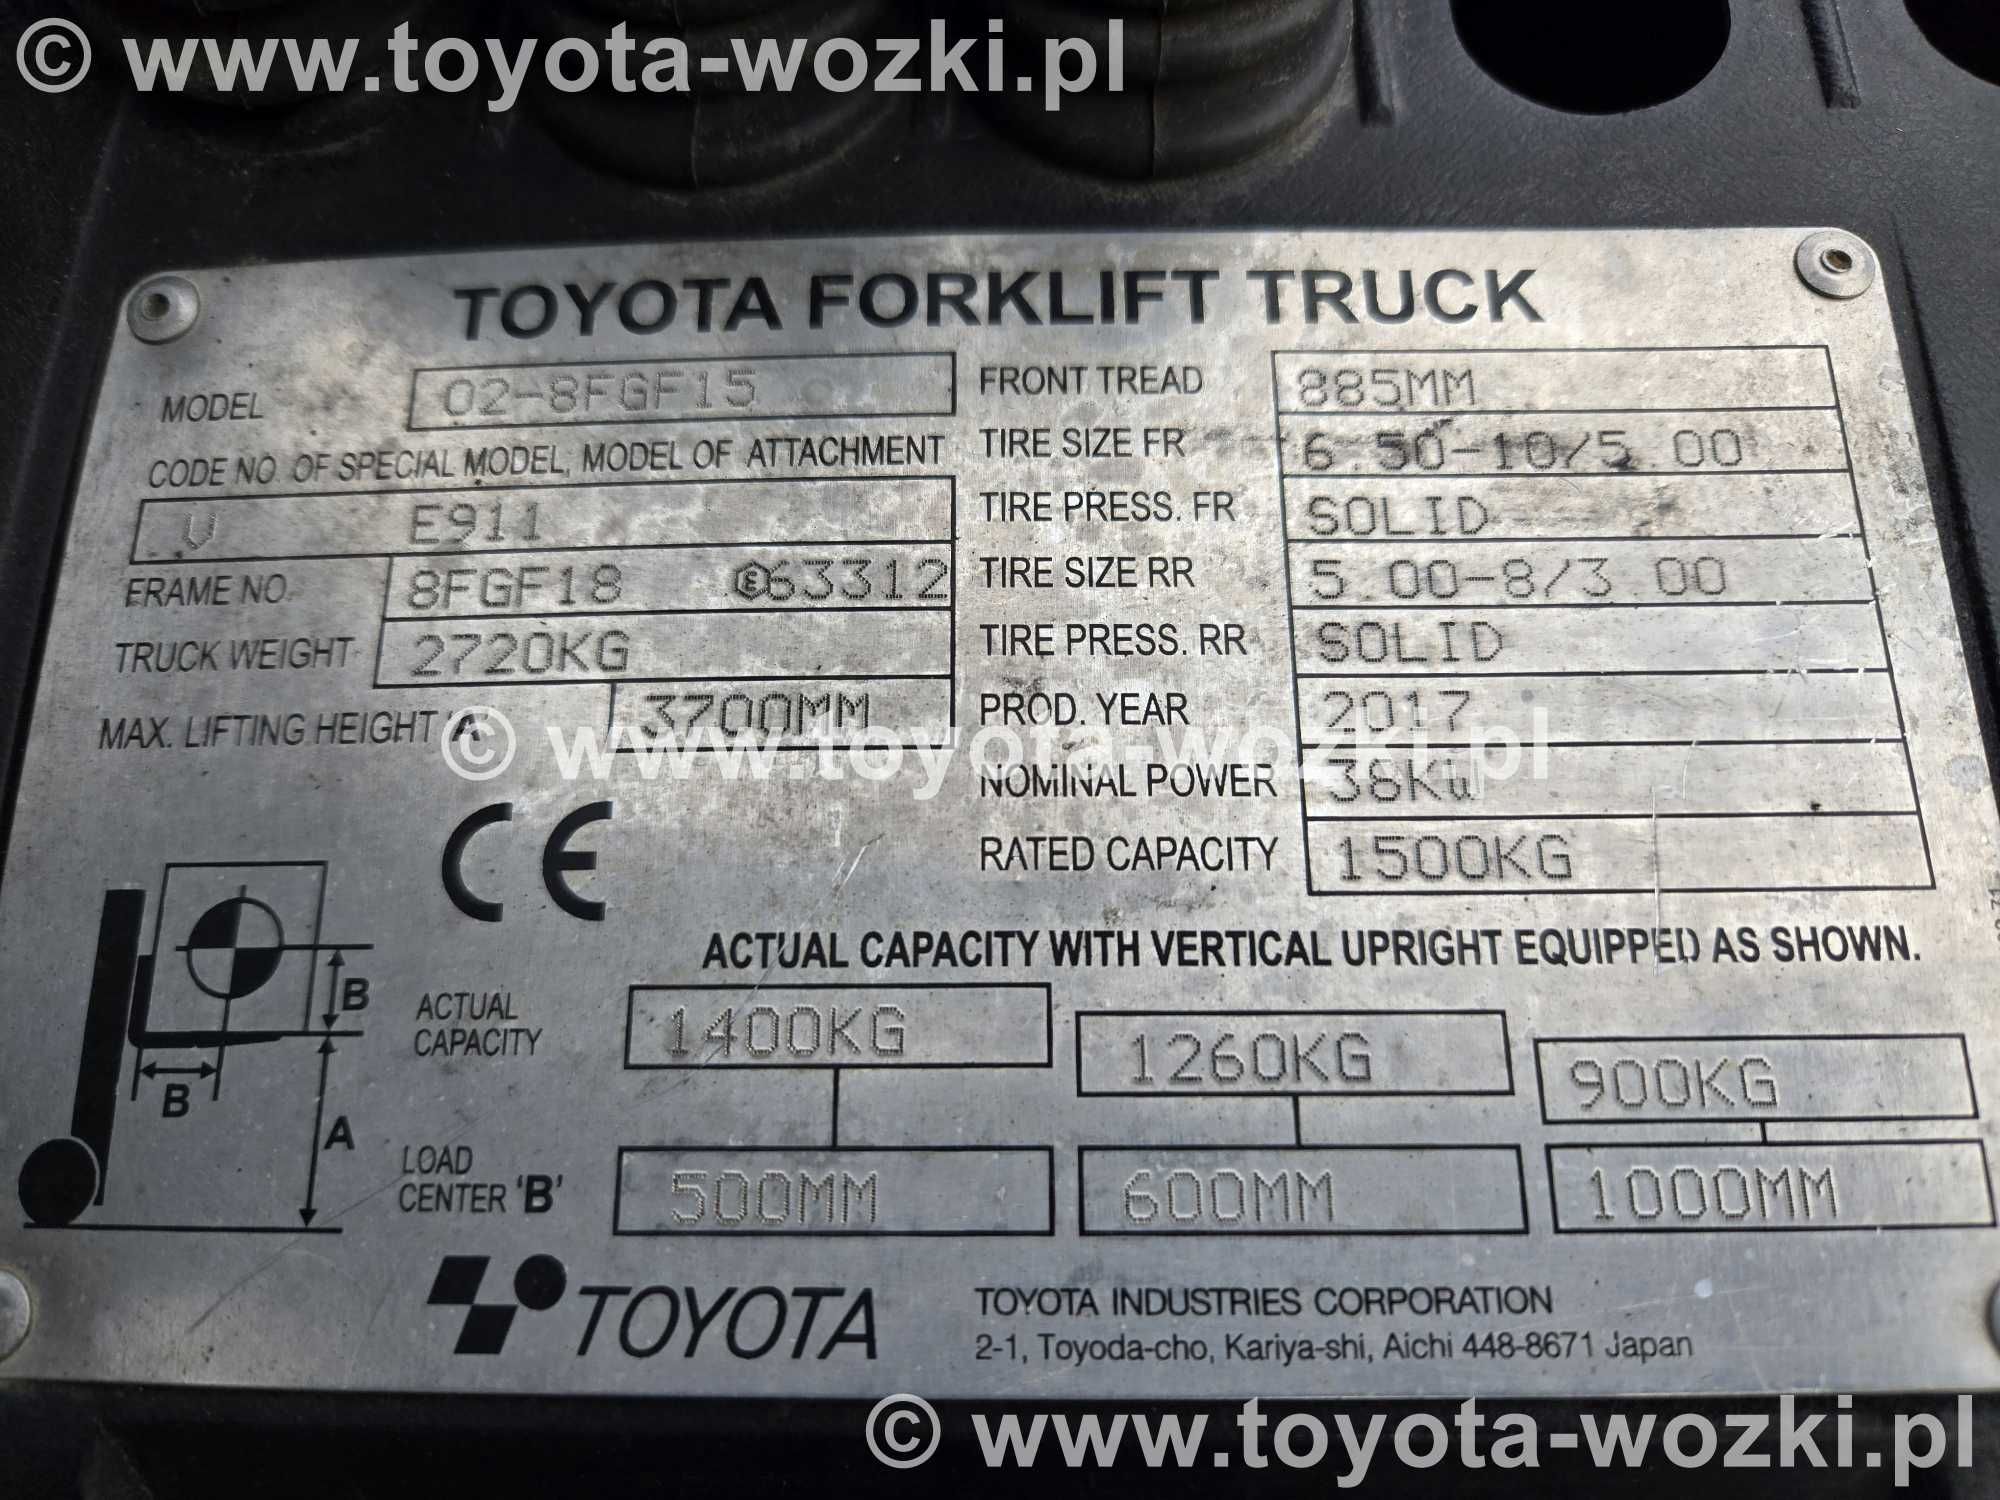 © www.toyota-wozki.pl
TOYOTA FORKLIFT TRUCK
MODEL 02-8FGF15
CODE NO. OF SPECIAL MODEL, MODEL OF ATTACHMENT
V E911
FRAME NO. 8FGF18 E63312
TRUCK WEIGHT 2720KG
MAX. LIFTING HEIGHT 'A' 3700MM
FRONT TREAD 885MM
TIRE SIZE FR 6.50-10/5.00
TIRE PRESS. FR SOLID
TIRE SIZE RR 5.00-8/3.00
TIRE PRESS. RR SOLID
PROD. YEAR 2017
© www.toyota-wozki.pl
NOMINAL POWER 38KW
RATED CAPACITY 1500KG
CE
ACTUAL CAPACITY WITH VERTICAL UPRIGHT EQUIPPED AS SHOWN.
B
B
A
ACTUAL
CAPACITY
1400KG 1260KG 900KG
LOAD
CENTER 'B'
500MM 600MM 1000MM
TOYOTA
TOYOTA INDUSTRIES CORPORATION
2-1, Toyoda-cho, Kariya-shi, Aichi 448-8671 Japan
© www.toyota-wozki.pl